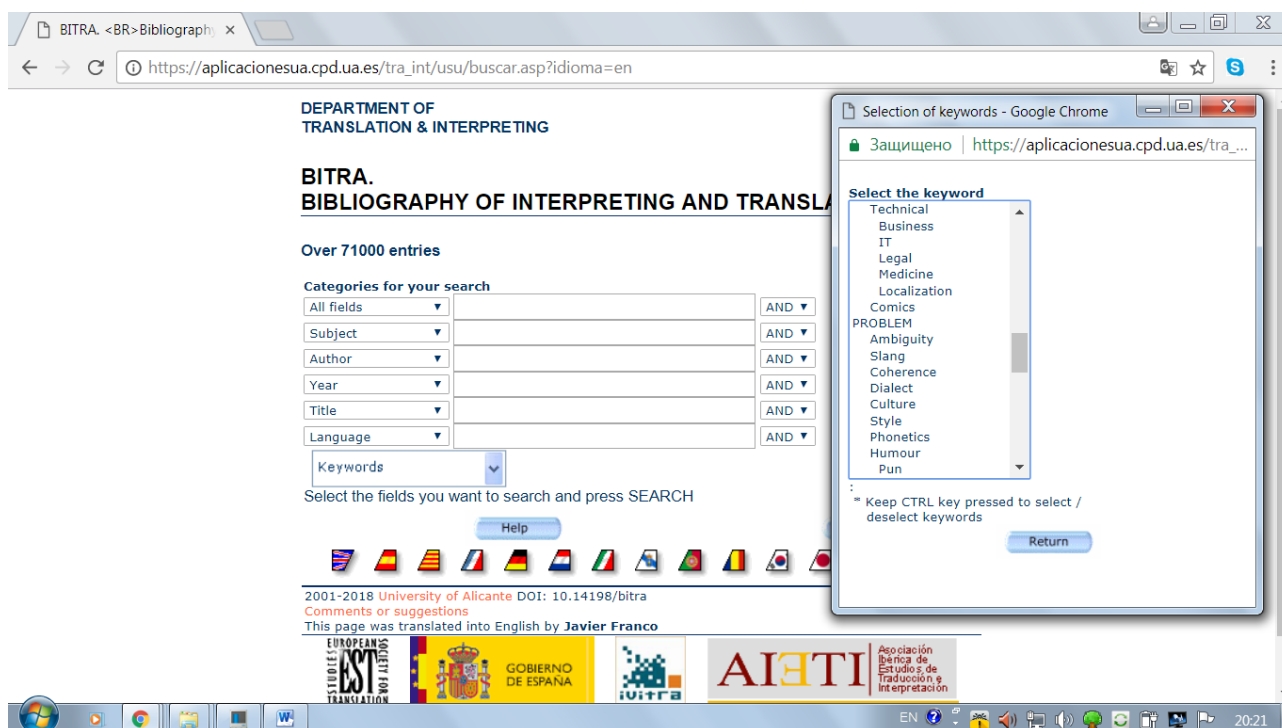 BITRA. <BR>Bibliography
https://aplicacionesua.cpd.ua.es/tra_int/usu/buscar.asp?idioma=en
DEPARTMENT OF
TRANSLATION & INTERPRETING
BITRA.
BIBLIOGRAPHY OF INTERPRETING AND TRANSLA
Over 71000 entries
Categories for your search
All fields AND
Subject AND
Author AND
Year AND
Title AND
Language AND
Keywords
Select the fields you want to search and press SEARCH
Help
2001-2018 University of Alicante DOI: 10.14198/bitra
Comments or suggestions
This page was translated into English by Javier Franco
EUROPEAN
SOCIETY FOR
TRANSLATION
STUDIES
EST
GOBIERNO
DE ESPAÑA
iVitra
AIETI
Asociación
Ibérica de
Estudios de
Traducción e
Interpretación
Selection of keywords - Google Chrome
Защищено | https://aplicacionesua.cpd.ua.es/tra_...
Select the keyword
Technical
Business
IT
Legal
Medicine
Localization
Comics
PROBLEM
Ambiguity
Slang
Coherence
Dialect
Culture
Style
Phonetics
Humour
Pun
:
* Keep CTRL key pressed to select /
deselect keywords
Return
EN 20:21